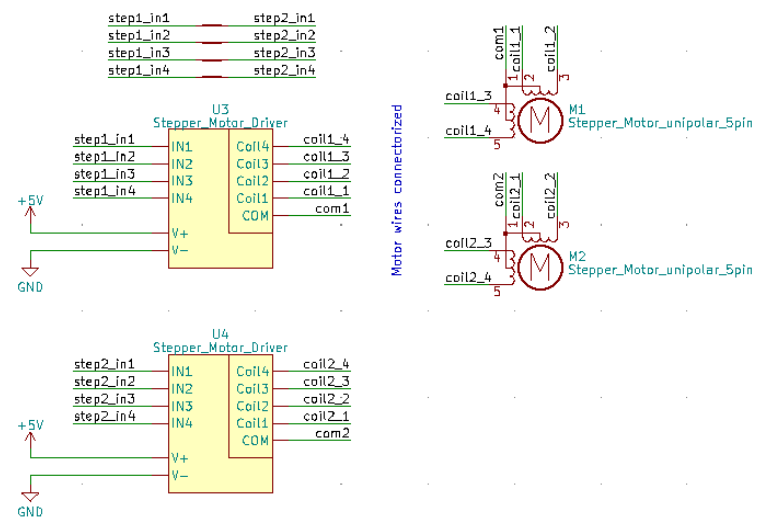 step1_in1 step2_in1
step1_in2 step2_in2
step1_in3 step2_in3
step1_in4 step2_in4
com1 coil1_1 coil1_2
1 2 3
coil1_3 4
coil1_4 5
M
M1
Stepper_Motor_unipolar_5pin
U3
Stepper_Motor_Driver
step1_in1 IN1 Coil4 coil1_4
step1_in2 IN2 Coil3 coil1_3
step1_in3 IN3 Coil2 coil1_2
step1_in4 IN4 Coil1 coil1_1
COM com1
+5V V+
V-
GND
Motor wires connectorized
com2 coil2_1 coil2_2
1 2 3
coil2_3 4
coil2_4 5
M
M2
Stepper_Motor_unipolar_5pin
U4
Stepper_Motor_Driver
step2_in1 IN1 Coil4 coil2_4
step2_in2 IN2 Coil3 coil2_3
step2_in3 IN3 Coil2 coil2_2
step2_in4 IN4 Coil1 coil2_1
COM com2
+5V V+
V-
GND